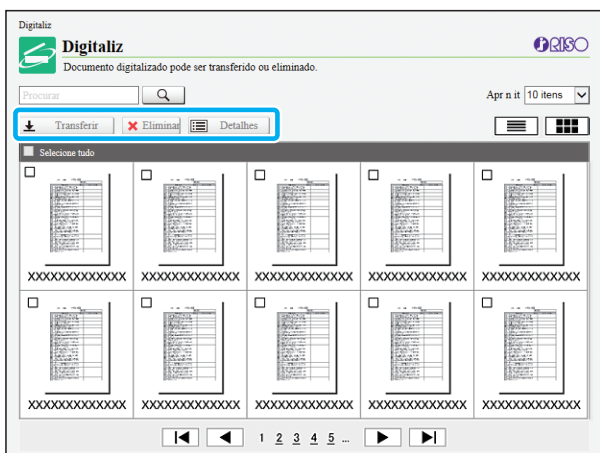 Digitaliz
Digitaliz
RISO
Documento digitalizado pode ser transferido ou eliminado.
Procurar
Apr n it 10 itens
Transferir Eliminar Detalhes
Selecione tudo
XXXXXXXXXXXXX XXXXXXXXXXXXX XXXXXXXXXXXXX XXXXXXXXXXXXX XXXXXXXXXXXXX
XXXXXXXXXXXXX XXXXXXXXXXXXX XXXXXXXXXXXXX XXXXXXXXXXXXX XXXXXXXXXXXXX
1 2 3 4 5 ...